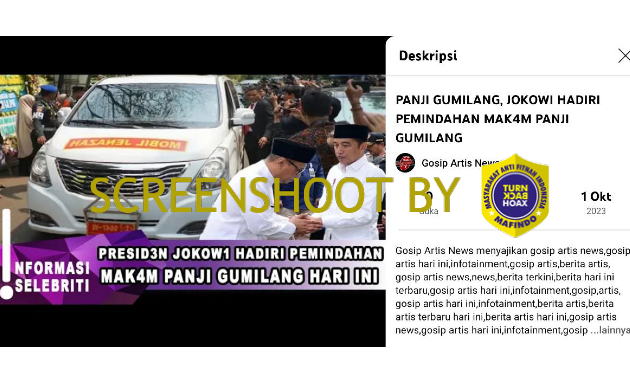 MOBIL JENAZAH
NFORMASI
SELEBRITI
PRESID3N JOKOW1 HADIRI PEMINDAHAN
MAK4M PANJI GUMILANG HARI INI
SCREENSHOOT BY
Deskripsi
PANJI GUMILANG, JOKOWI HADIRI
PEMINDAHAN MAK4M PANJI
GUMILANG
Gosip Artis News
1 Okt
Suka
2023
MASYARAKAT ANTI FITNAH INDONESIA
TURN
BACK
HOAX
MAFINDO
Gosip Artis News menyajikan gosip artis news,gosip
artis hari ini,infotainment,gosip artis,berita artis,
gosip artis news,news,berita terkini,berita hari ini
terbaru,gosip artis hari ini,infotainment,gosip,artis,
gosip artis hari ini,infotainment,berita artis,berita
artis terbaru hari ini,berita artis hari ini,gosip artis
news,gosip artis hari ini,infotainment,gosip ...lainnya